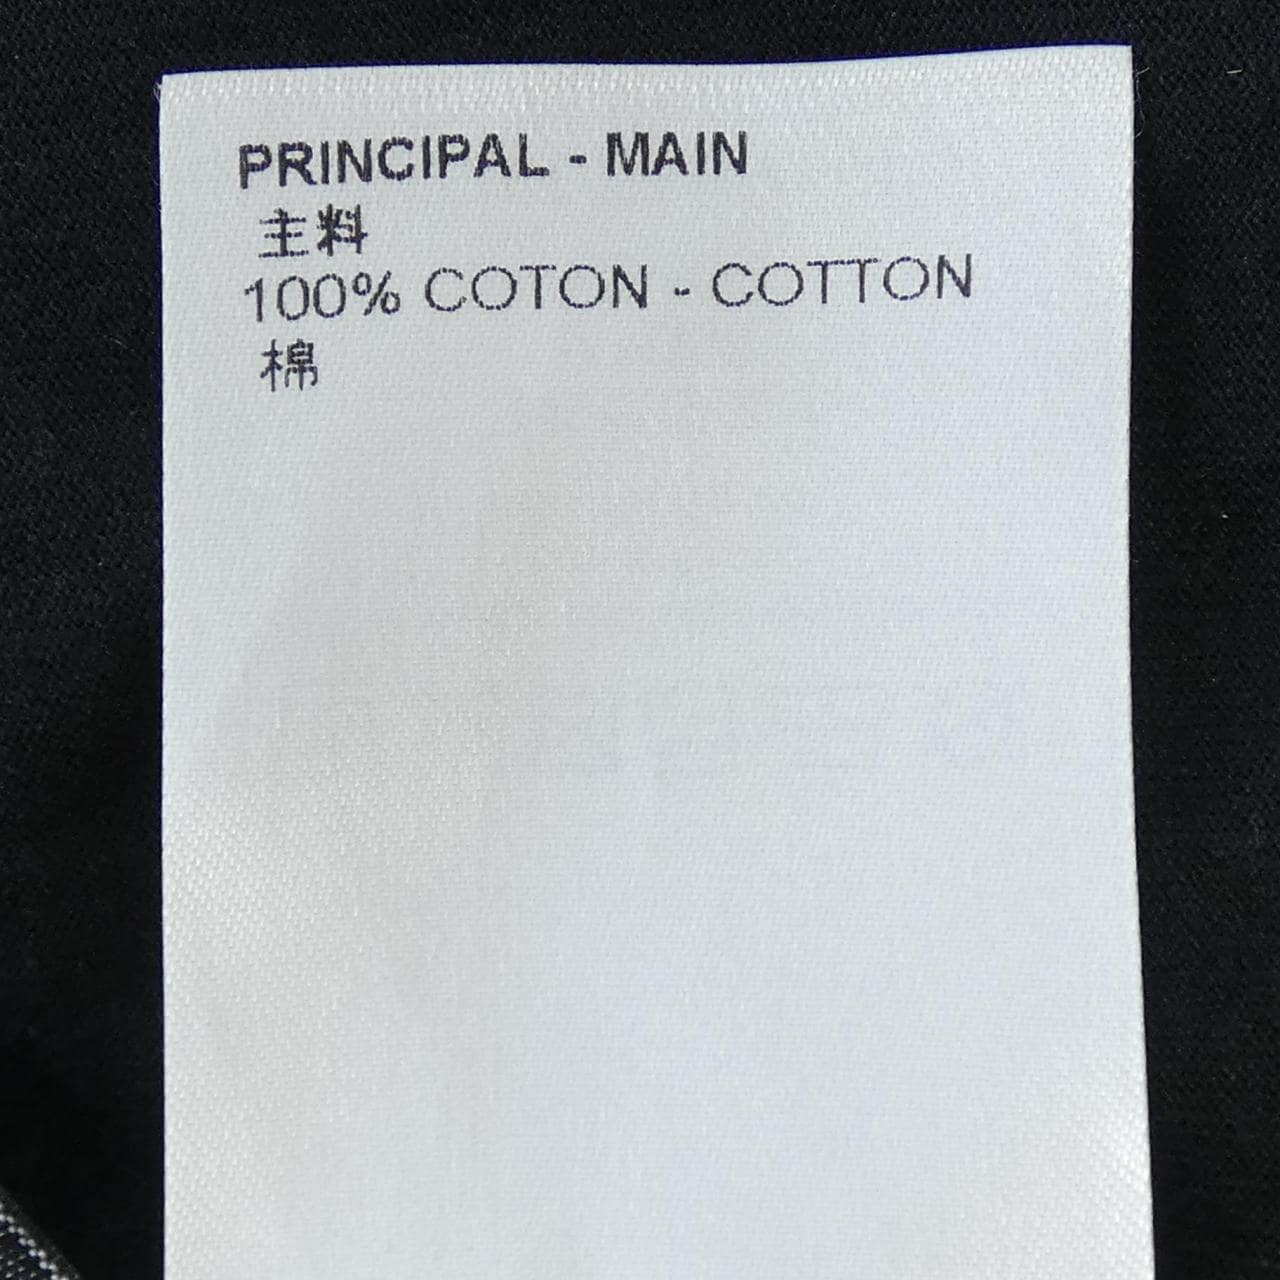 PRINCIPAL - MAIN
主料
100% COTON - COTTON
棉